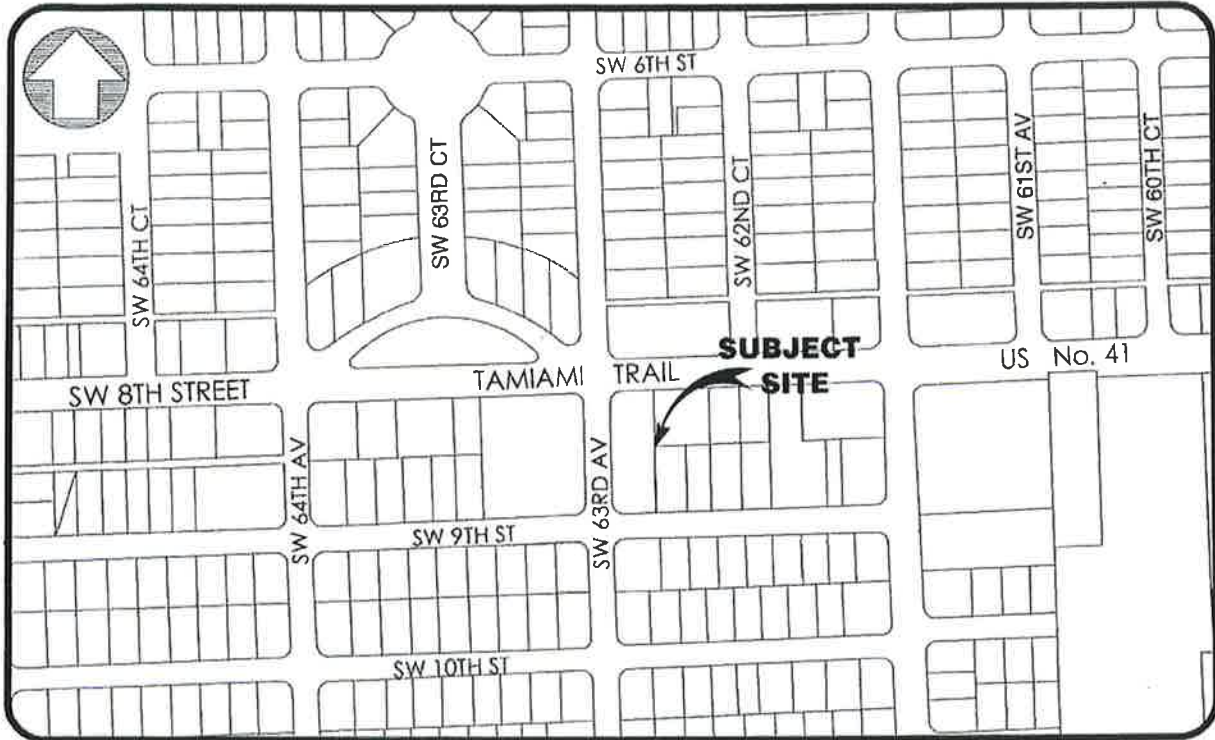 SW 6TH ST
SW 64TH CT
SW 63RD CT
SW 62ND CT
SW 61ST AV
SW 60TH CT
SUBJECT
SITE
SW 8TH STREET
TAMIAMI TRAIL
US No. 41
SW 64TH AV
SW 63RD AV
SW 9TH ST
SW 10TH ST